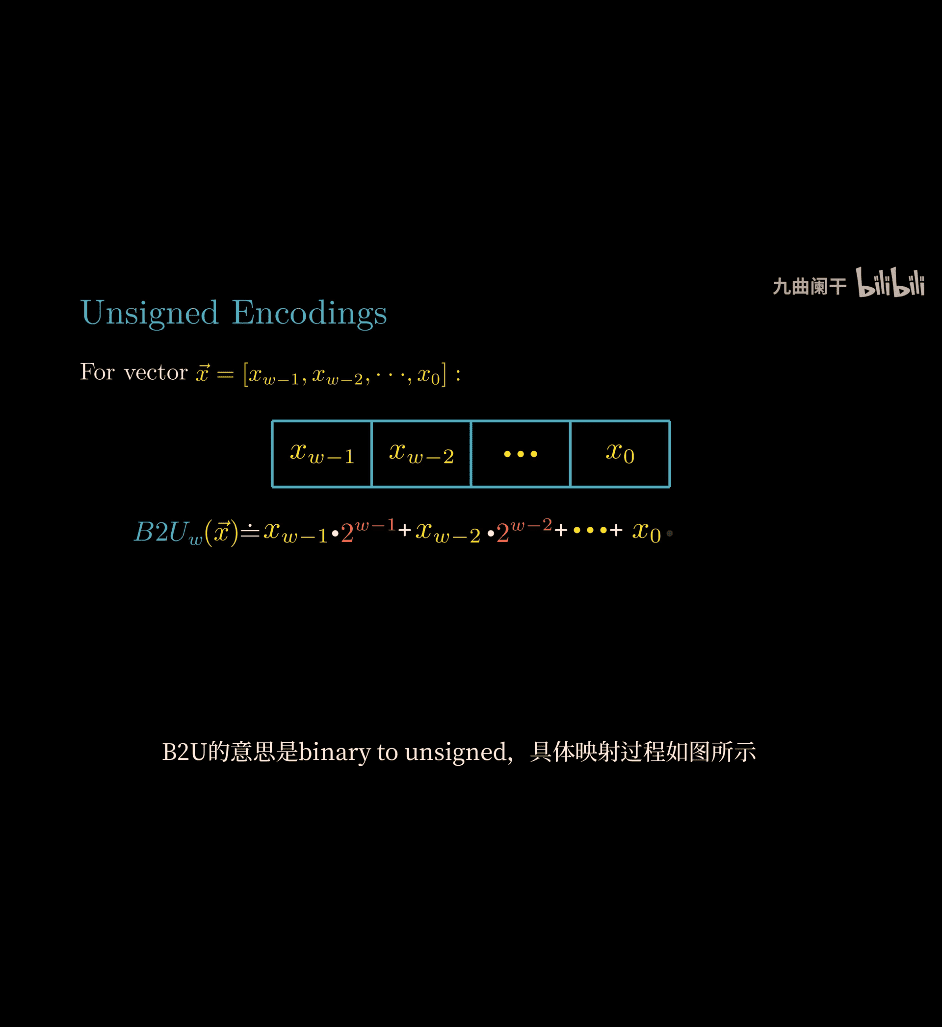 九曲阑干 bilibili
Unsigned Encodings
For vector $\vec{x} = [x_{w-1}, x_{w-2}, \cdots, x_0]:$
$x_{w-1}$ $x_{w-2}$ ••• $x_0$
$B2U_w(\vec{x}) \doteq x_{w-1} \cdot 2^{w-1} + x_{w-2} \cdot 2^{w-2} + \cdots + x_0 \cdot$
B2U的意思是binary to unsigned，具体映射过程如图所示